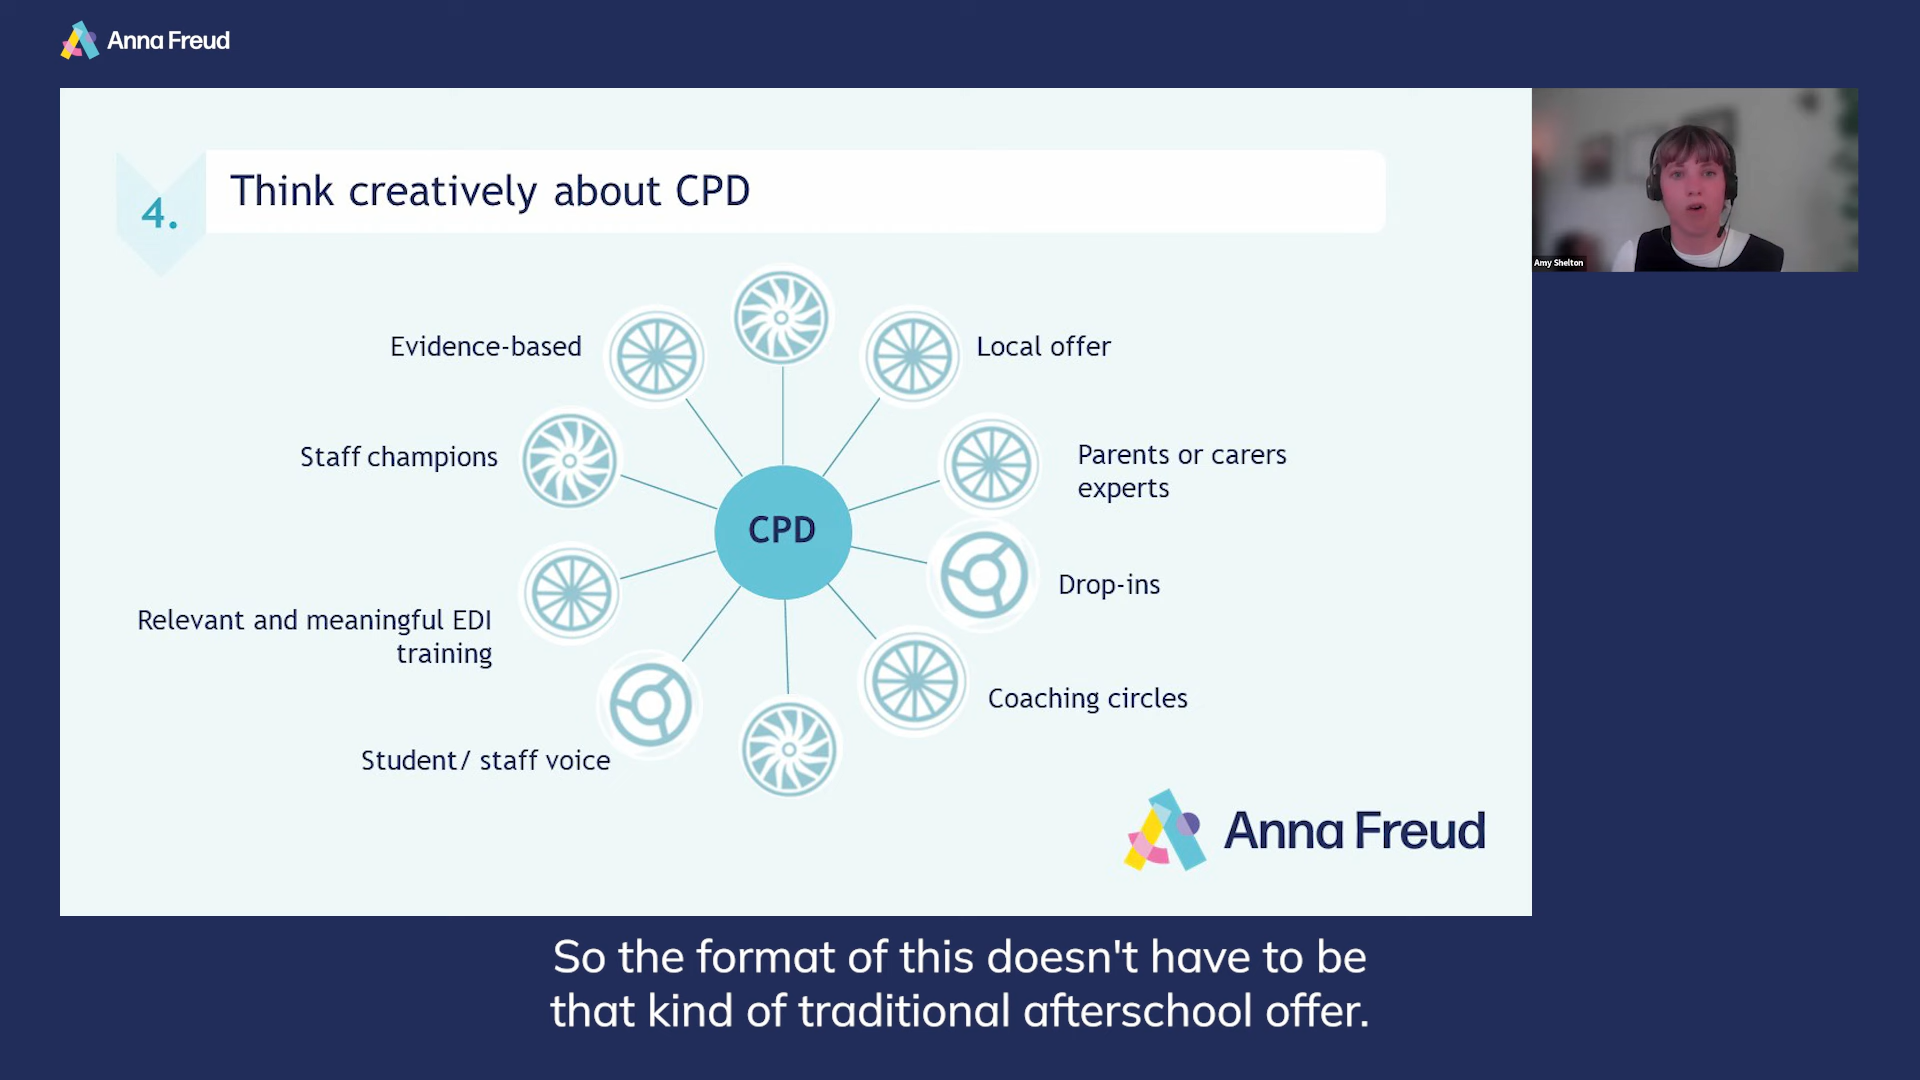 Anna Freud
4.
Think creatively about CPD
Evidence-based
Local offer
Staff champions
Parents or carers
experts
CPD
Drop-ins
Relevant and meaningful EDI
training
Coaching circles
Student/ staff voice
Anna Freud
Amy Shelton
So the format of this doesn't have to be
that kind of traditional afterschool offer.